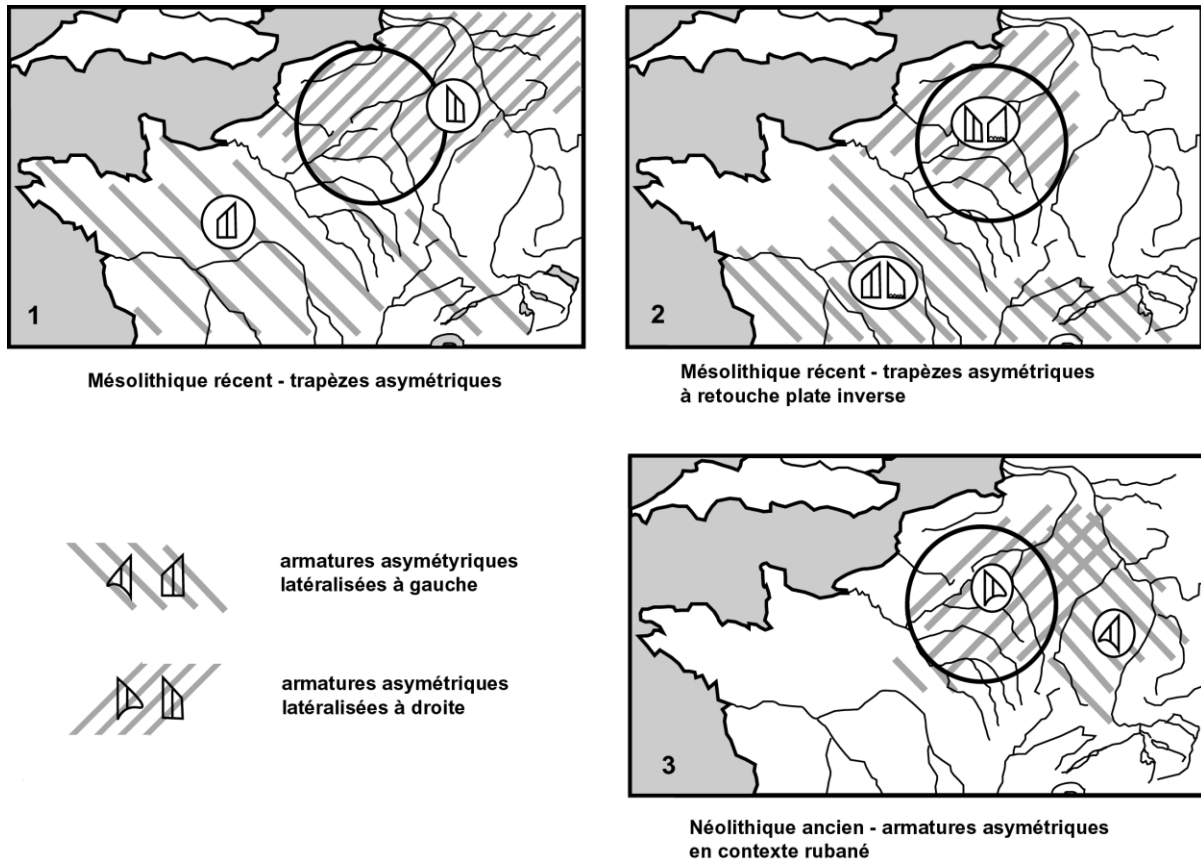 1
Mésolithique récent - trapèzes asymétriques
2
Mésolithique récent - trapèzes asymétriques
à retouche plate inverse
armatures asymétyriques
latéralisées à gauche
armatures asymétriques
latéralisées à droite
3
Néolithique ancien - armatures asymétriques
en contexte rubané